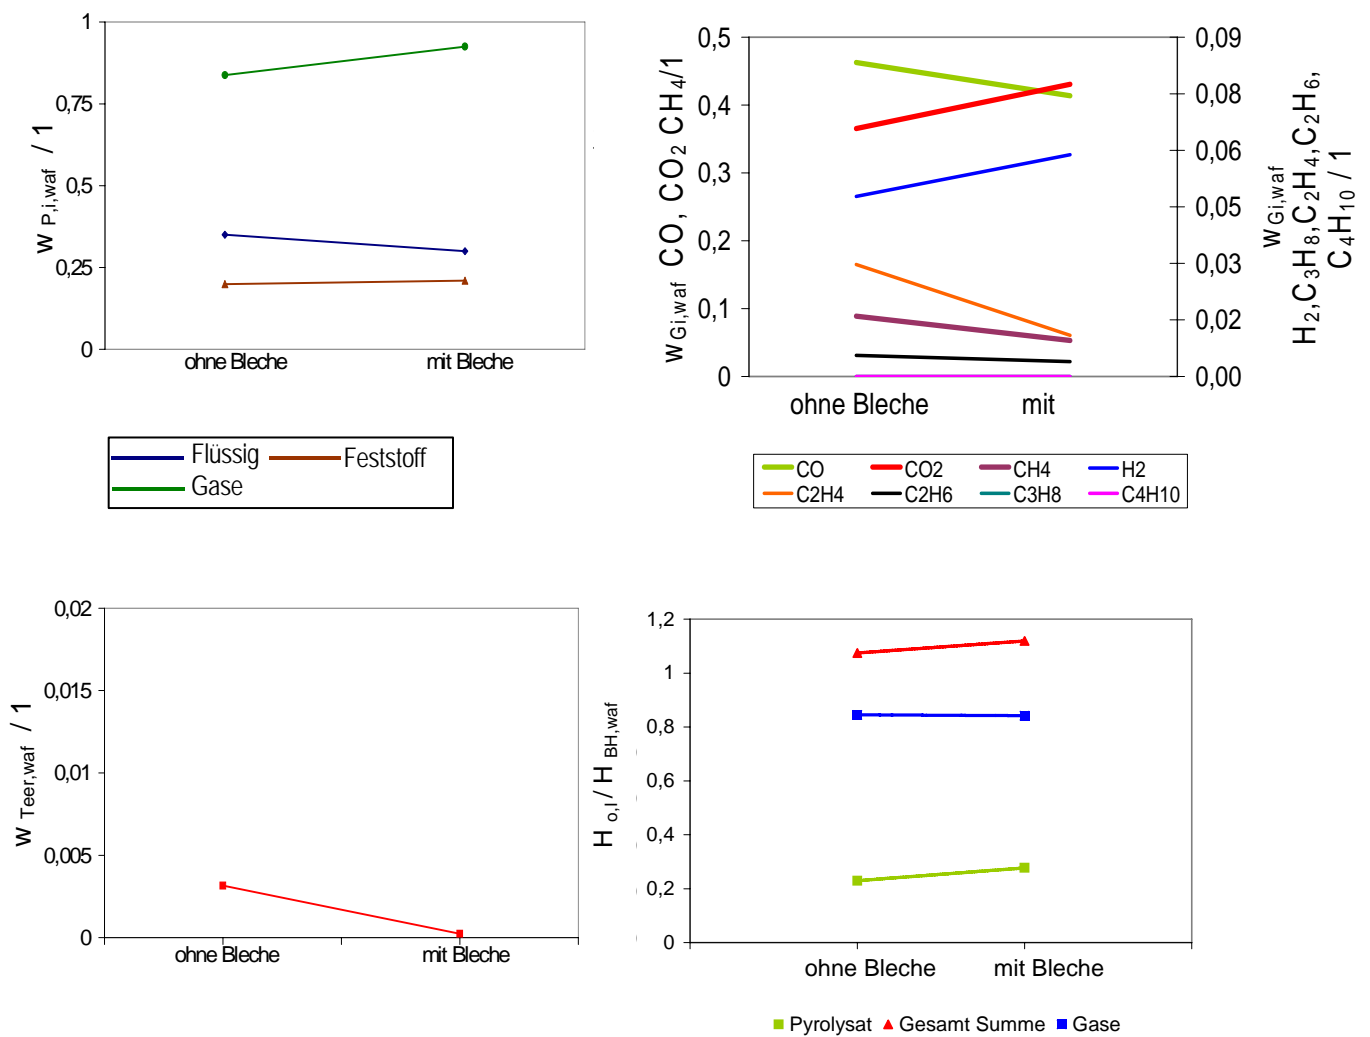 1
0,75
0,5
0,25
0
w P,i,waf / 1
ohne Bleche mit Bleche
Flüssig Feststoff
Gase
0,5
0,4
0,3
0,2
0,1
0
wGi,waf CO, CO2 CH4/1
0,09
0,08
0,06
0,05
0,03
0,02
0,00
wGi,waf
H2,C3H8,C2H4,C2H6,
C4H10 / 1
ohne Bleche mit
CO CO2 CH4 H2
C2H4 C2H6 C3H8 C4H10
0,02
0,015
0,01
0,005
0
w Teer,waf / 1
ohne Bleche mit Bleche
1,2
1
0,8
0,6
0,4
0,2
0
H o,I / H BH,waf
ohne Bleche mit Bleche
Pyrolysat Gesamt Summe Gase